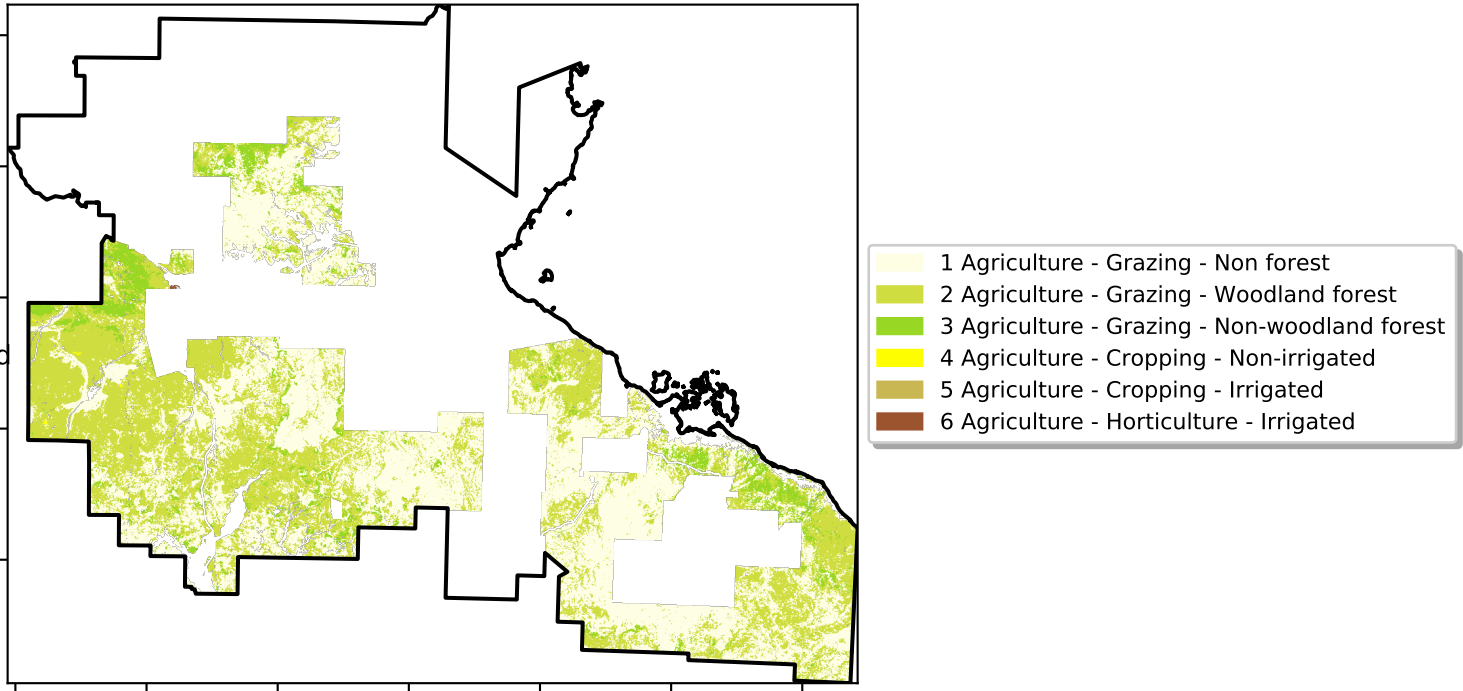 1 Agriculture - Grazing - Non forest
2 Agriculture - Grazing - Woodland forest
3 Agriculture - Grazing - Non-woodland forest
4 Agriculture - Cropping - Non-irrigated
5 Agriculture - Cropping - Irrigated
6 Agriculture - Horticulture - Irrigated